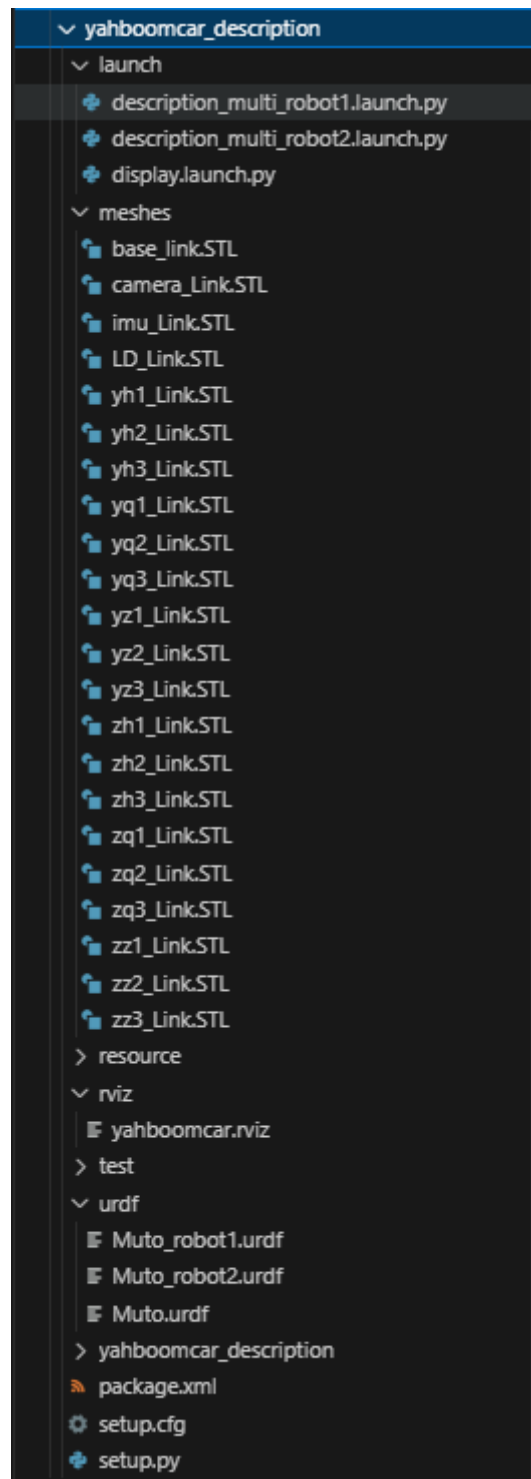 yahboomcar_description
launch
description_multi_robot1.launch.py
description_multi_robot2.launch.py
display.launch.py
meshes
base_link.STL
camera_Link.STL
imu_Link.STL
LD_Link.STL
yh1_Link.STL
yh2_Link.STL
yh3_Link.STL
yq1_Link.STL
yq2_Link.STL
yq3_Link.STL
yz1_Link.STL
yz2_Link.STL
yz3_Link.STL
zh1_Link.STL
zh2_Link.STL
zh3_Link.STL
zq1_Link.STL
zq2_Link.STL
zq3_Link.STL
zz1_Link.STL
zz2_Link.STL
zz3_Link.STL
resource
rviz
yahboomcar.rviz
test
urdf
Muto_robot1.urdf
Muto_robot2.urdf
Muto.urdf
yahboomcar_description
package.xml
setup.cfg
setup.py